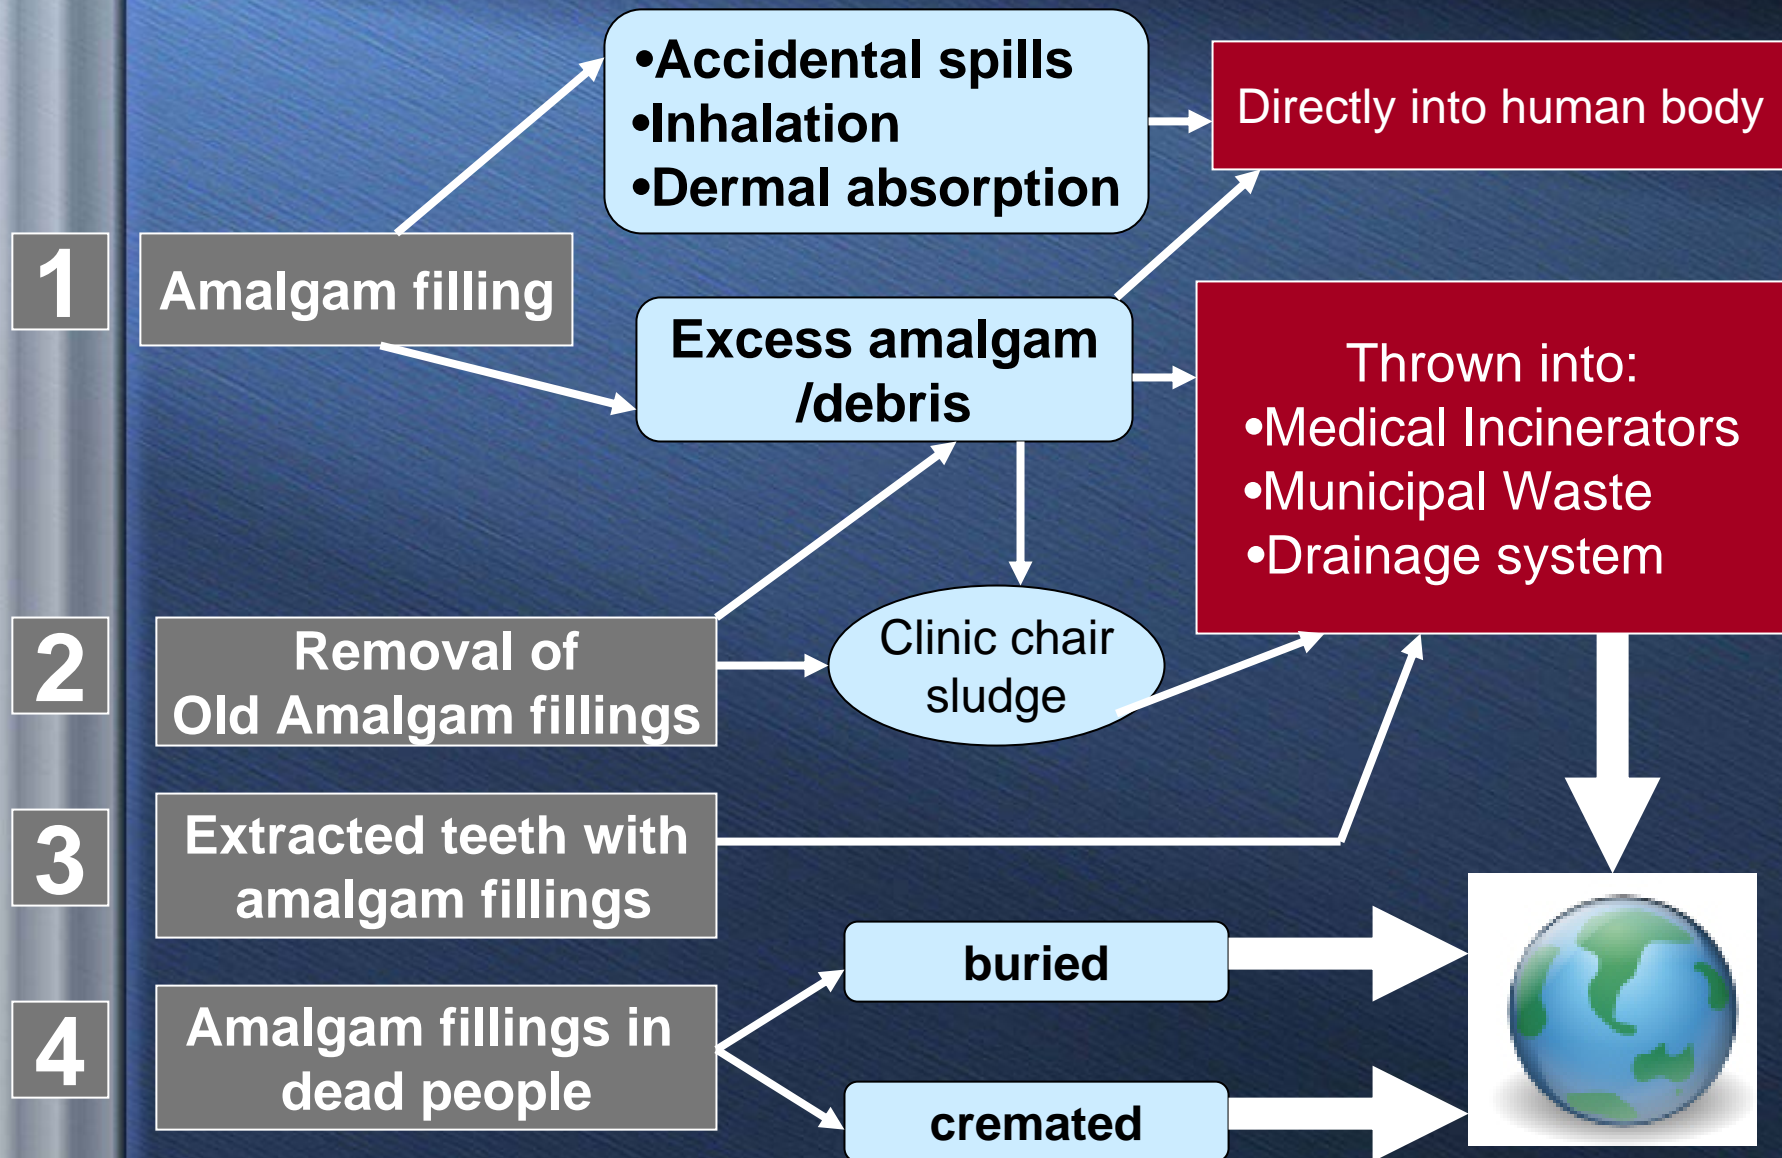 •Accidental spills
•Inhalation
•Dermal absorption
Directly into human body
1
Amalgam filling
Excess amalgam
/debris
Thrown into:
•Medical Incinerators
•Municipal Waste
•Drainage system
2
Removal of
Old Amalgam fillings
Clinic chair
sludge
3
Extracted teeth with
amalgam fillings
buried
4
Amalgam fillings in
dead people
cremated